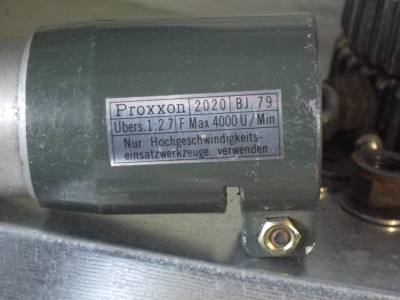 Proxxon 2020 BJ. 79
Übers. 1:2.7 F Max 4000 U/Min
Nur Hochgeschwindigkeits-
einsatzwerkzeuge verwenden